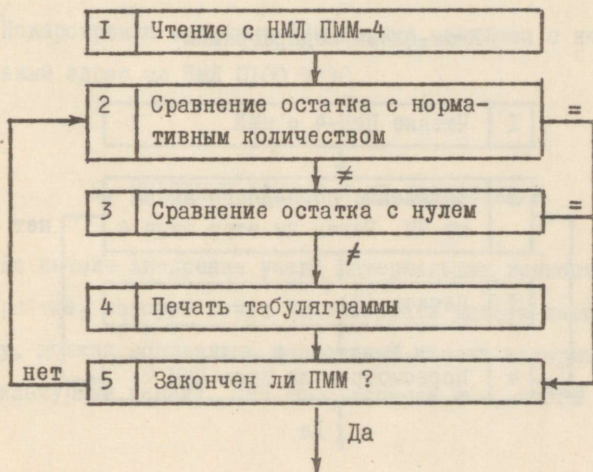 I Чтение с НМЛ ПММ-4
2 Сравнение остатка с норма-
тивным количеством
=
≠
3 Сравнение остатка с нулем
=
≠
4 Печать табуляграммы
нет
5 Закончен ли ПММ ?
Да